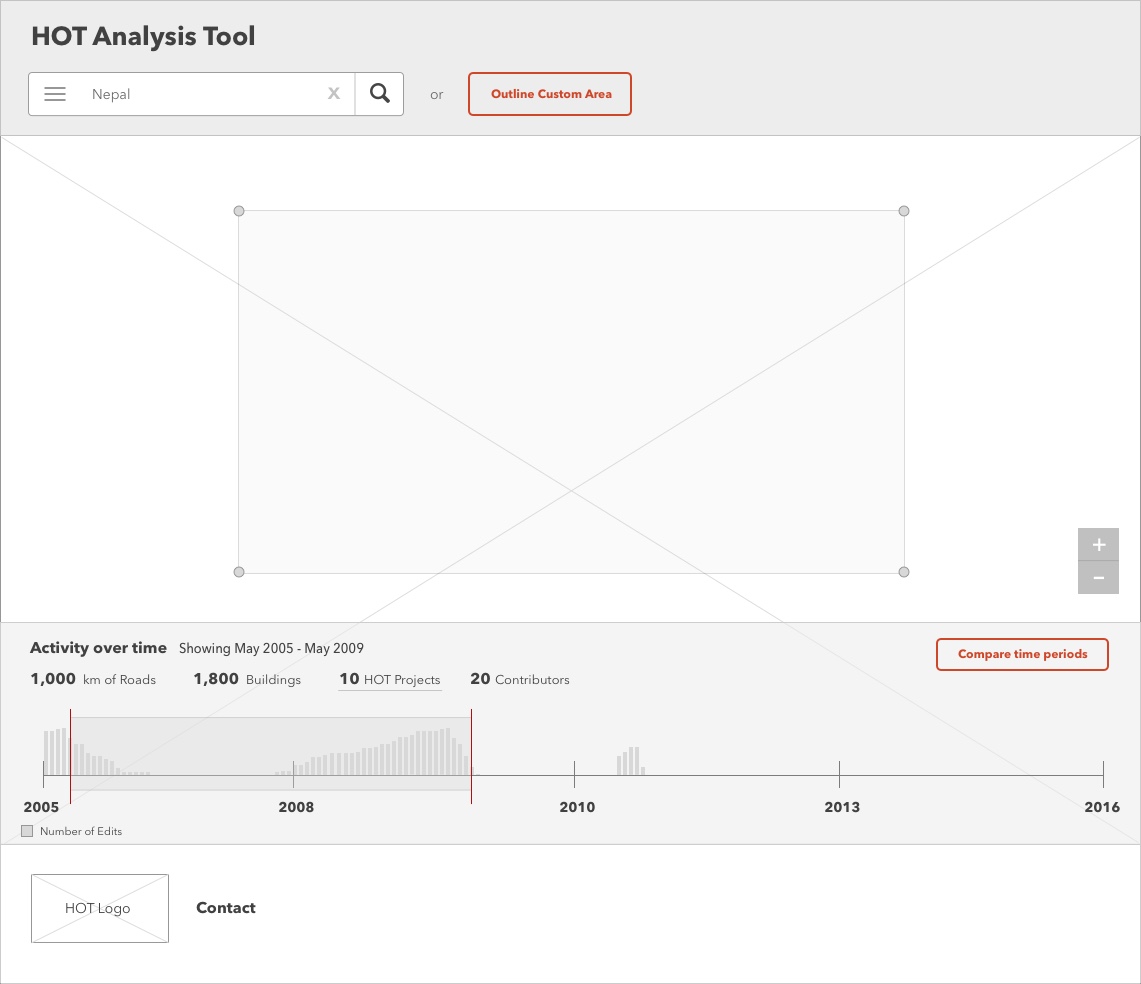 HOT Analysis Tool
Nepal X or Outline Custom Area
+
−
Activity over time Showing May 2005 - May 2009 Compare time periods
1,000 km of Roads 1,800 Buildings 10 HOT Projects 20 Contributors
2005 2008 2010 2013 2016
Number of Edits
HOT Logo Contact